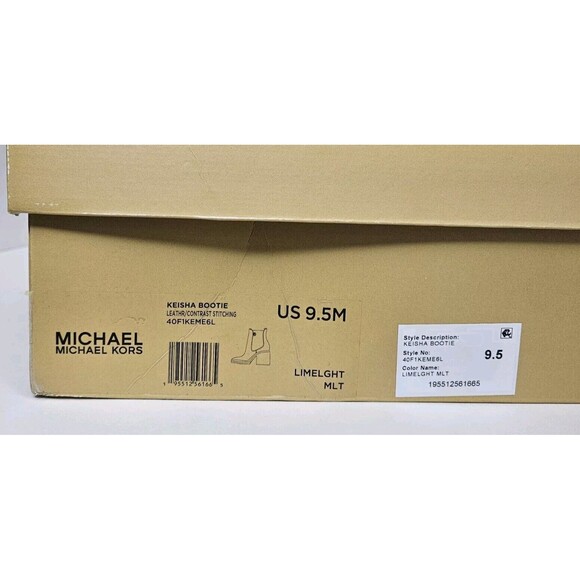 MICHAEL
MICHAEL KORS
KEISHA BOOTIE
LEATHR/CONTRAST STITCHING
40F1KEME6L
US 9.5M
LIMELGHT
MLT
Style Description:
KEISHA BOOTIE
Style No:
40F1KEME6L
Color Name:
LIMELGHT MLT
9.5
195512561665